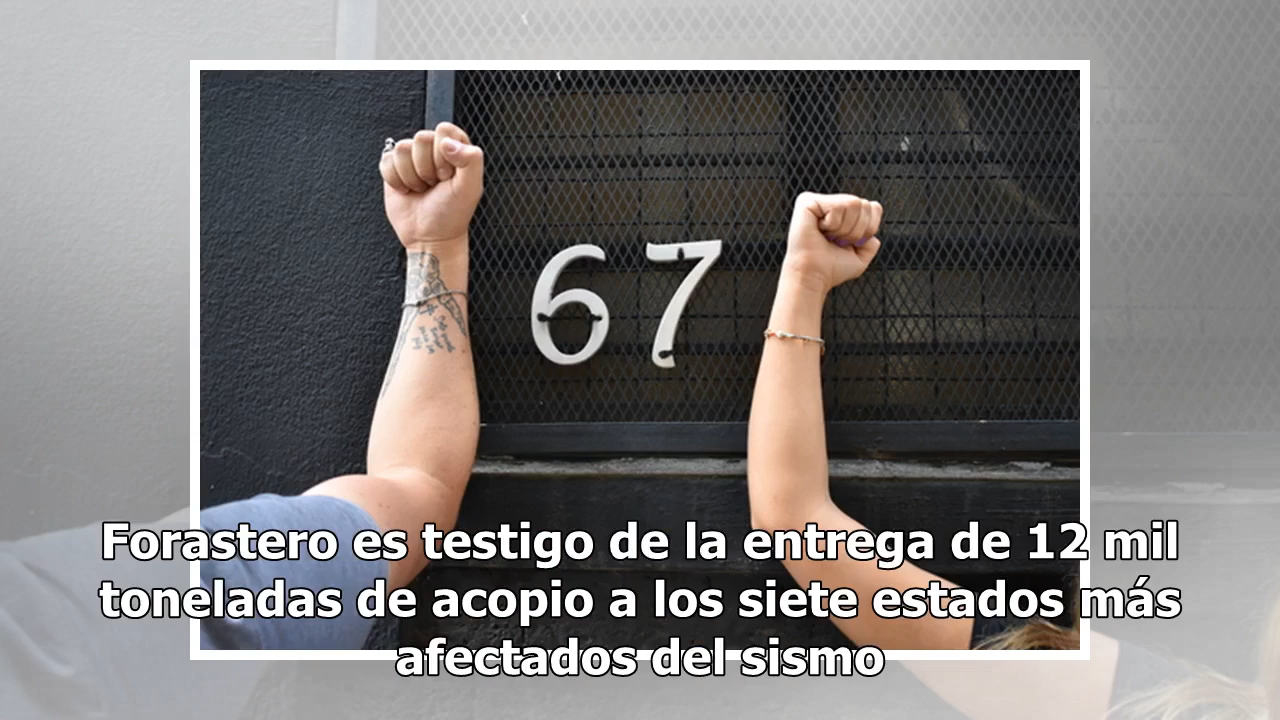 67
Forastero es testigo de la entrega de 12 mil
toneladas de acopio a los siete estados más
afectados del sismo